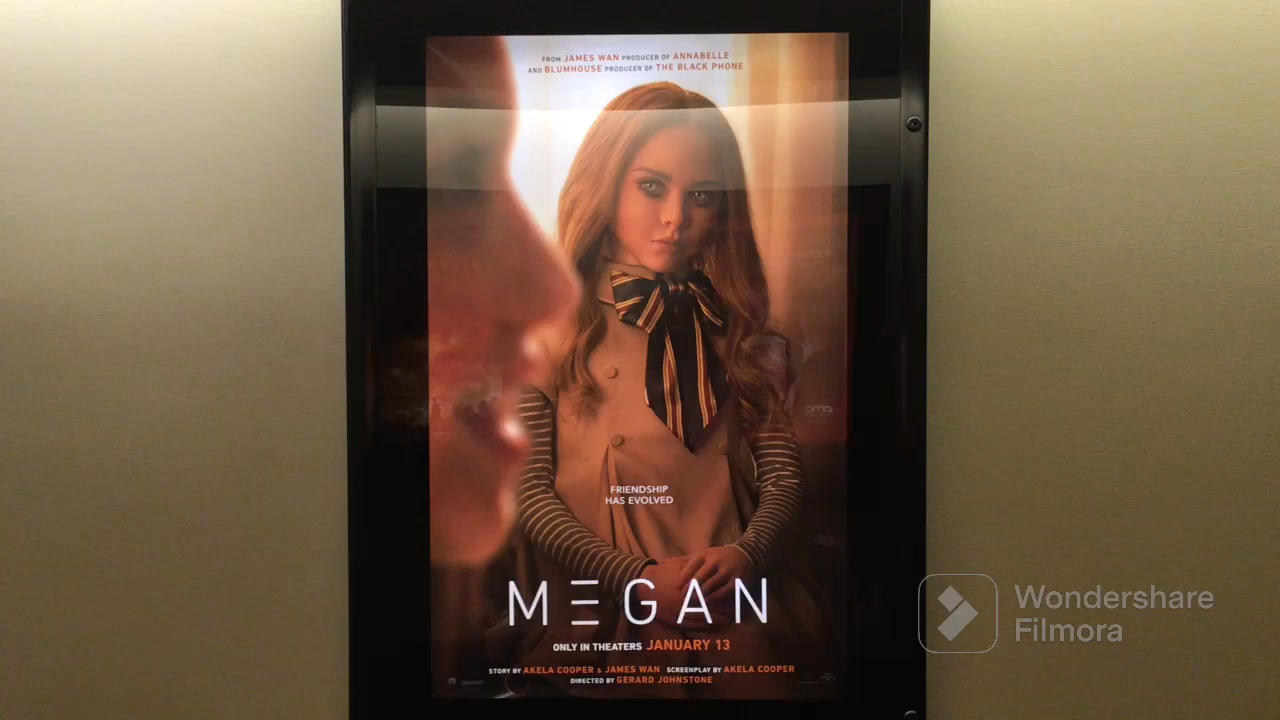 FROM JAMES WAN PRODUCER OF ANNABELLE
AND BLUMHOUSE PRODUCER OF THE BLACK PHONE
FRIENDSHIP
HAS EVOLVED
MEGAN
ONLY IN THEATERS JANUARY 13
STORY BY AKELA COOPER & JAMES WAN SCREENPLAY BY AKELA COOPER
DIRECTED BY GERARD JOHNSTONE
Wondershare
Filmora